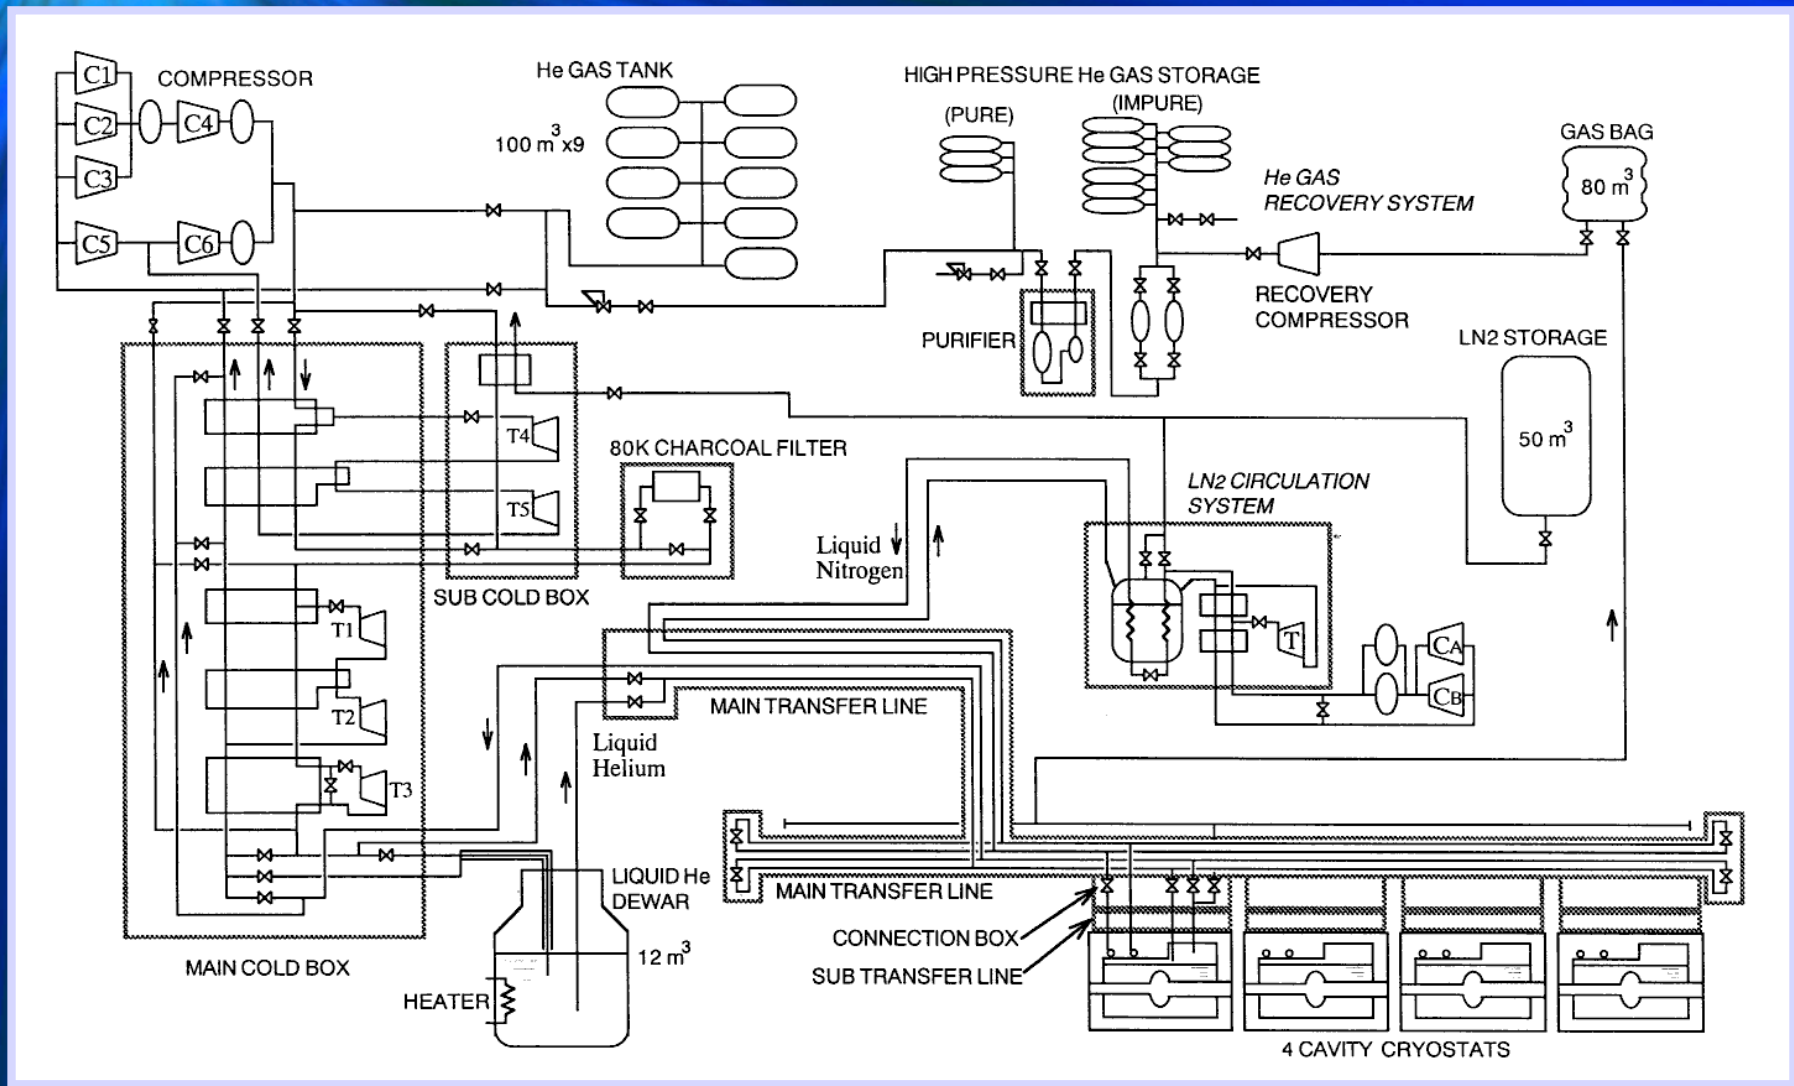 C1
COMPRESSOR
C2
C4
C3
C5
C6
He GAS TANK
100 m3x9
HIGH PRESSURE He GAS STORAGE
(PURE)
(IMPURE)
He GAS
RECOVERY SYSTEM
GAS BAG
80 m3
RECOVERY
COMPRESSOR
PURIFIER
LN2 STORAGE
50 m3
T4
T5
80K CHARCOAL FILTER
SUB COLD BOX
LN2 CIRCULATION
SYSTEM
Liquid
Nitrogen
T
CA
CB
T1
T2
T3
MAIN TRANSFER LINE
Liquid
Helium
MAIN COLD BOX
LIQUID He
DEWAR
12 m3
HEATER
MAIN TRANSFER LINE
CONNECTION BOX
SUB TRANSFER LINE
4 CAVITY CRYOSTATS